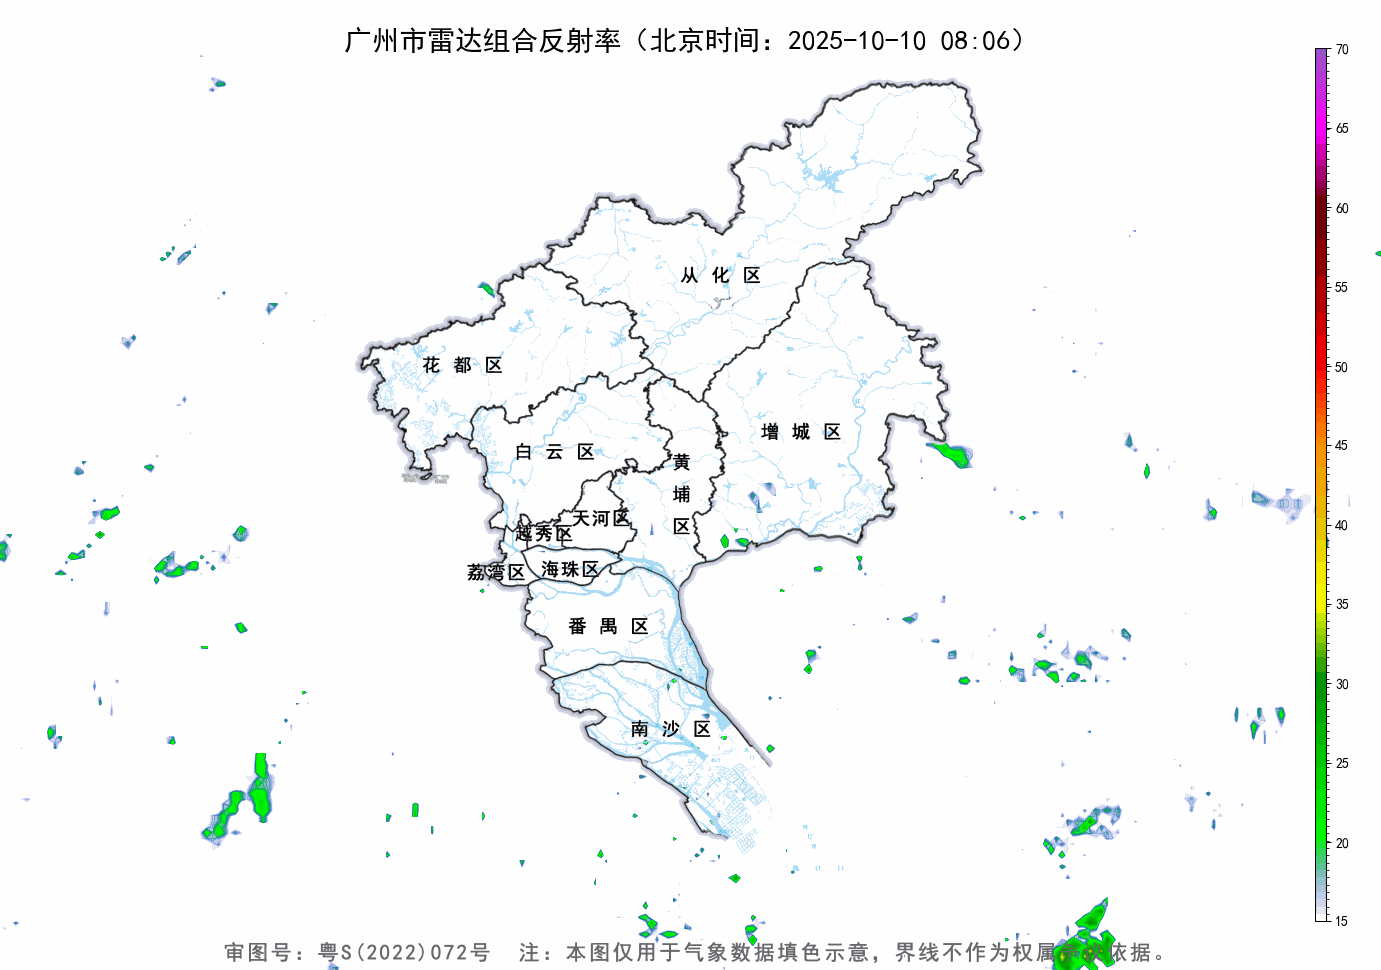 广州市雷达组合反射率（北京时间：2025-10-10 08:06）
70
65
60
55
50
45
40
35
30
25
20
15
从化区
花都区
增城区
白云区
黄埔区
天河区
越秀区
荔湾区
海珠区
番禺区
南沙区
审图号：粤S(2022)072号 注：本图仅用于气象数据填色示意，界线不作为权属争议依据。